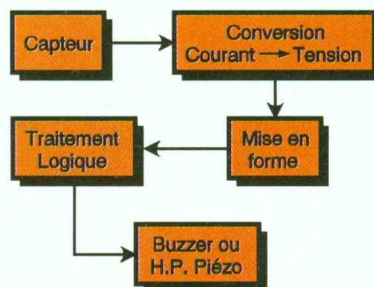 Capteur
Conversion
Courant → Tension
Mise en
forme
Traitement
Logique
Buzzer ou
H.P. Piézo